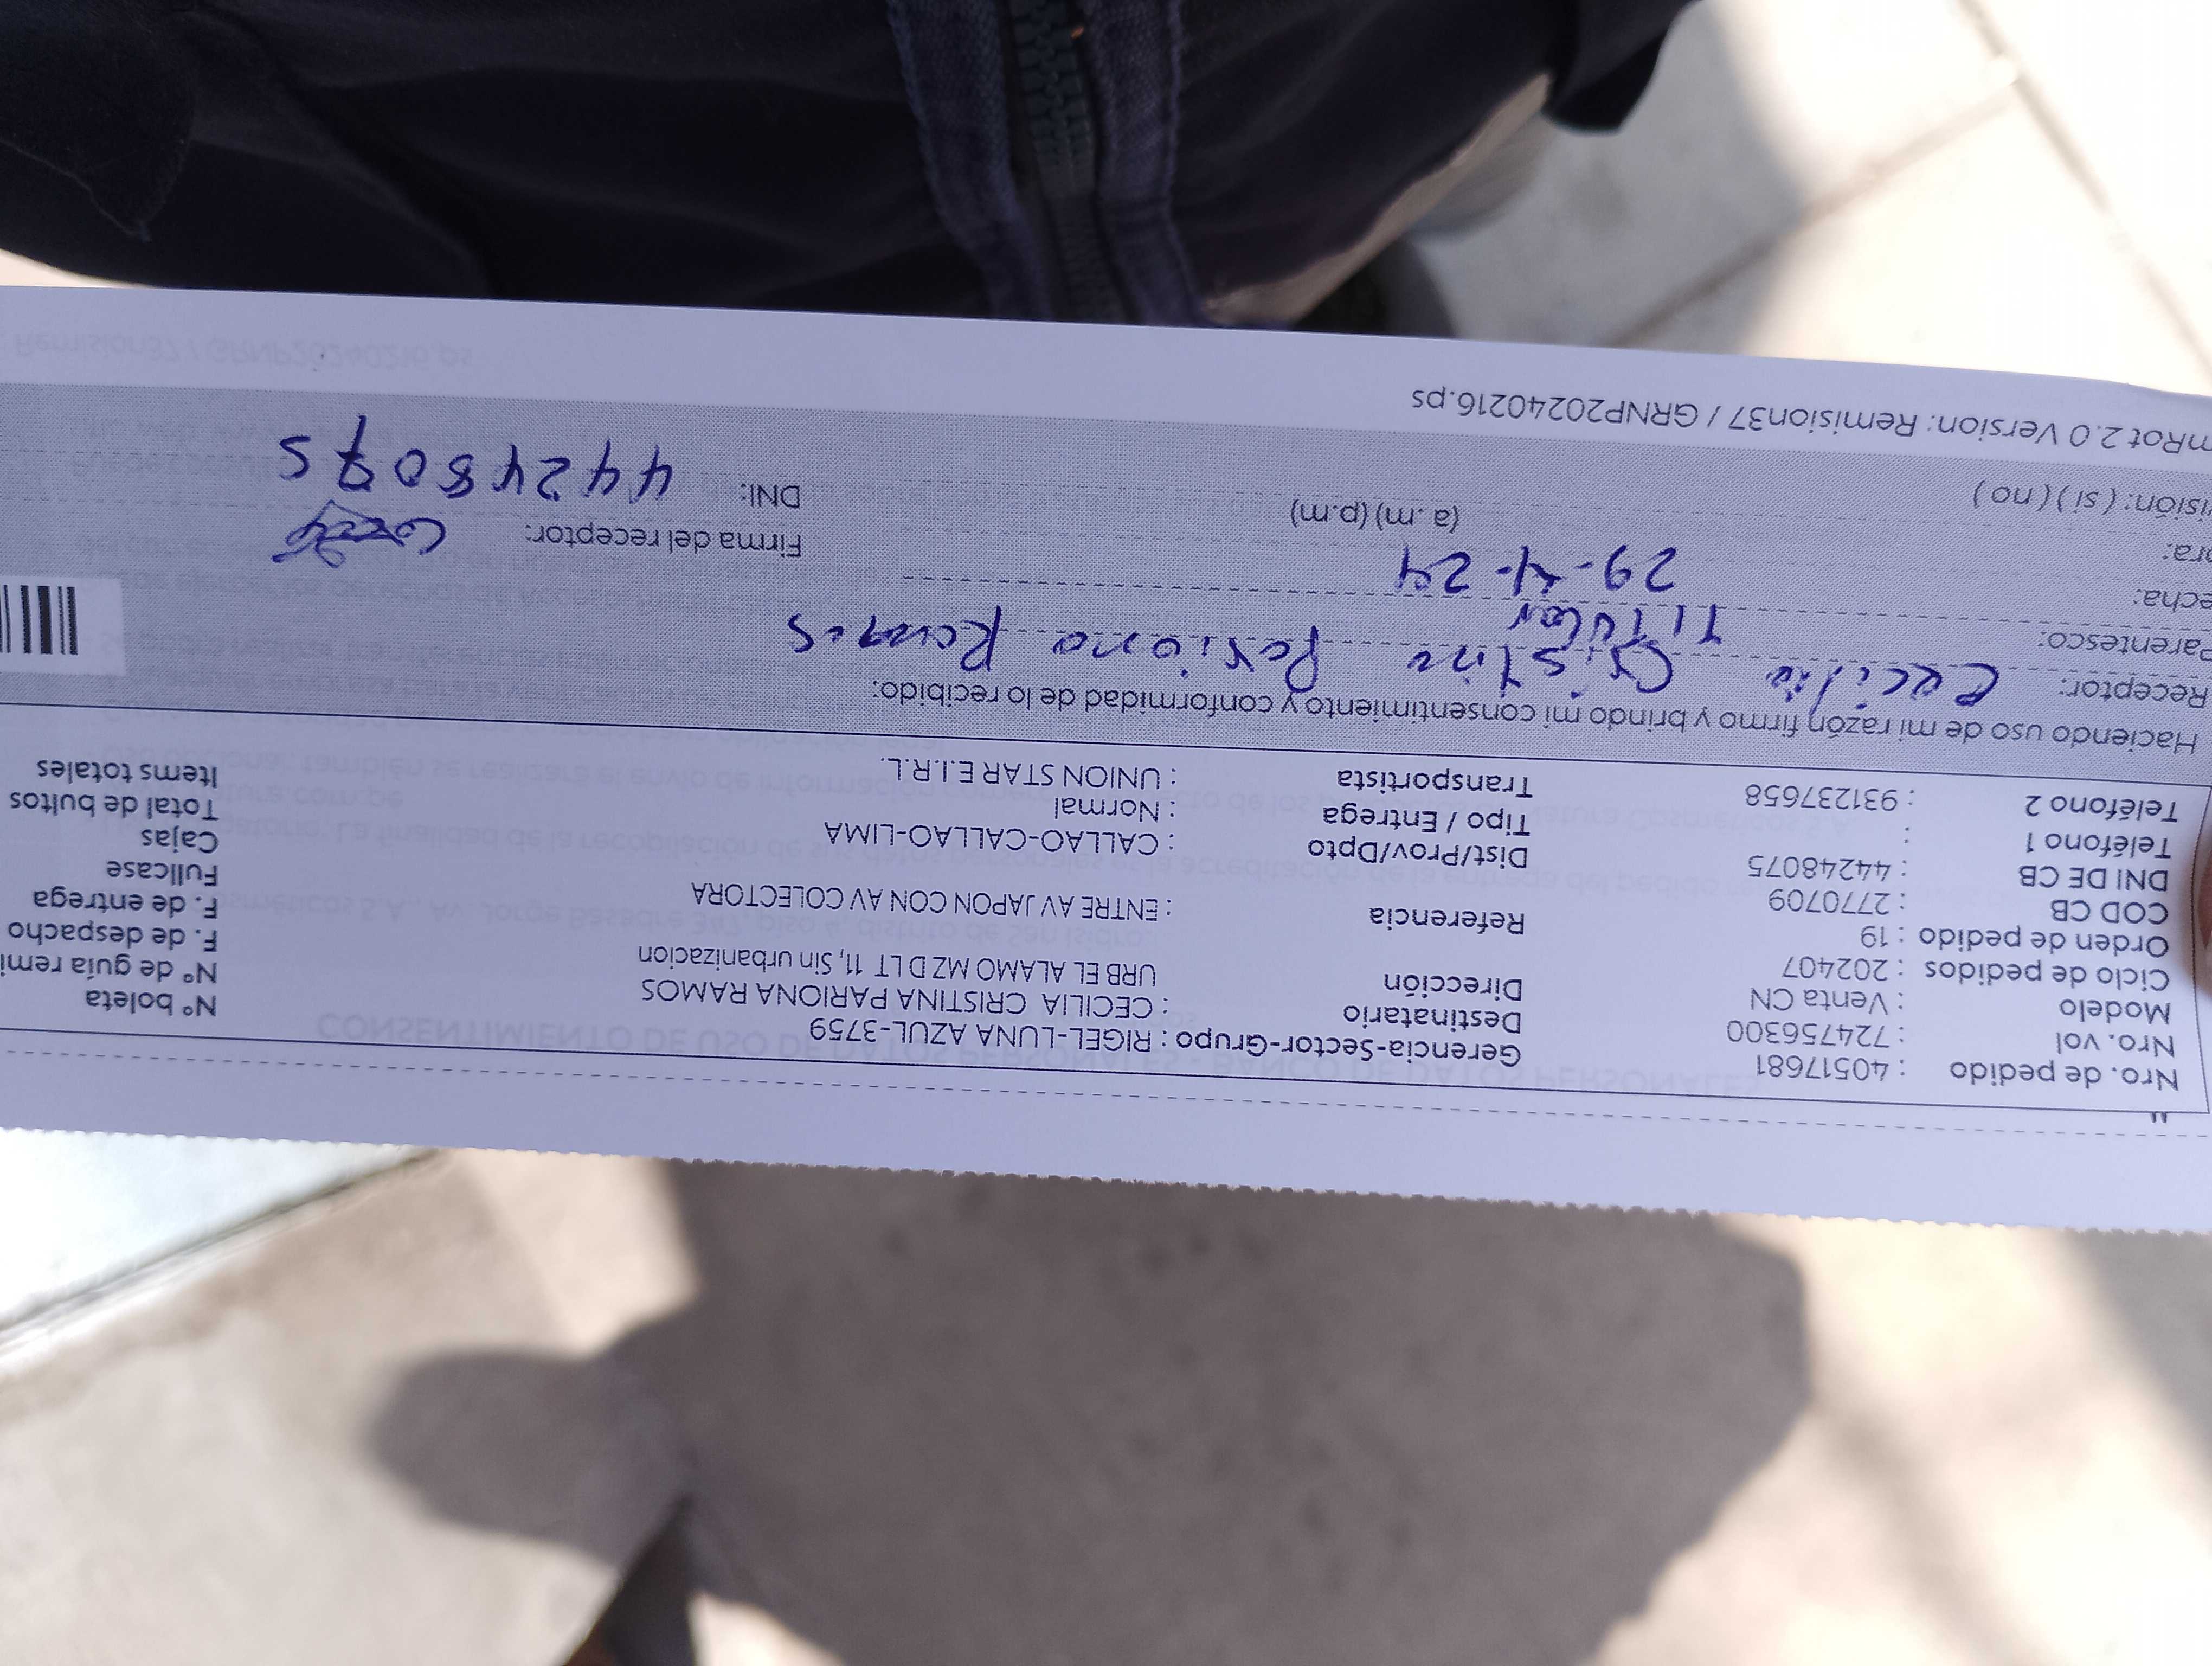 Nro. de pedido : 40517681
Nro. vol : 724756300
Modelo : Venta CN
Ciclo de pedidos : 202407
Orden de pedido : 19
COD CB : 2770709
DNI DE CB : 44248075
Teléfono 1 :
Teléfono 2 : 931237658
Gerencia-Sector-Grupo : RIGEL-LUNA AZUL-3759
Destinatario : CECILIA CRISTINA PARIONA RAMOS
Dirección URB EL ALAMO MZ D LT 11, Sin urbanizacion
Referencia : ENTRE AV JAPON CON AV COLECTORA
Dist/Prov/Dpto : CALLAO-CALLAO-LIMA
Tipo / Entrega : Normal
Transportista : UNION STAR E.I.R.L.
Nº boleta
Nº de guía remi
F. de despacho
F. de entrega
Fullcase
Cajas
Total de bultos
Items totales
Haciendo uso de mi razón firmo y brindo mi consentimiento y conformidad de lo recibido:
Receptor: Cecilia Cristina Pariona Ramos
Parentesco: Titular
echa: 29-4-24
ora: (a.m) (p.m)
isión: ( si ) ( no )
Firma del receptor:
DNI: 44248075
mRot 2.0 Version: Remision37 / GRNP20240216.ps